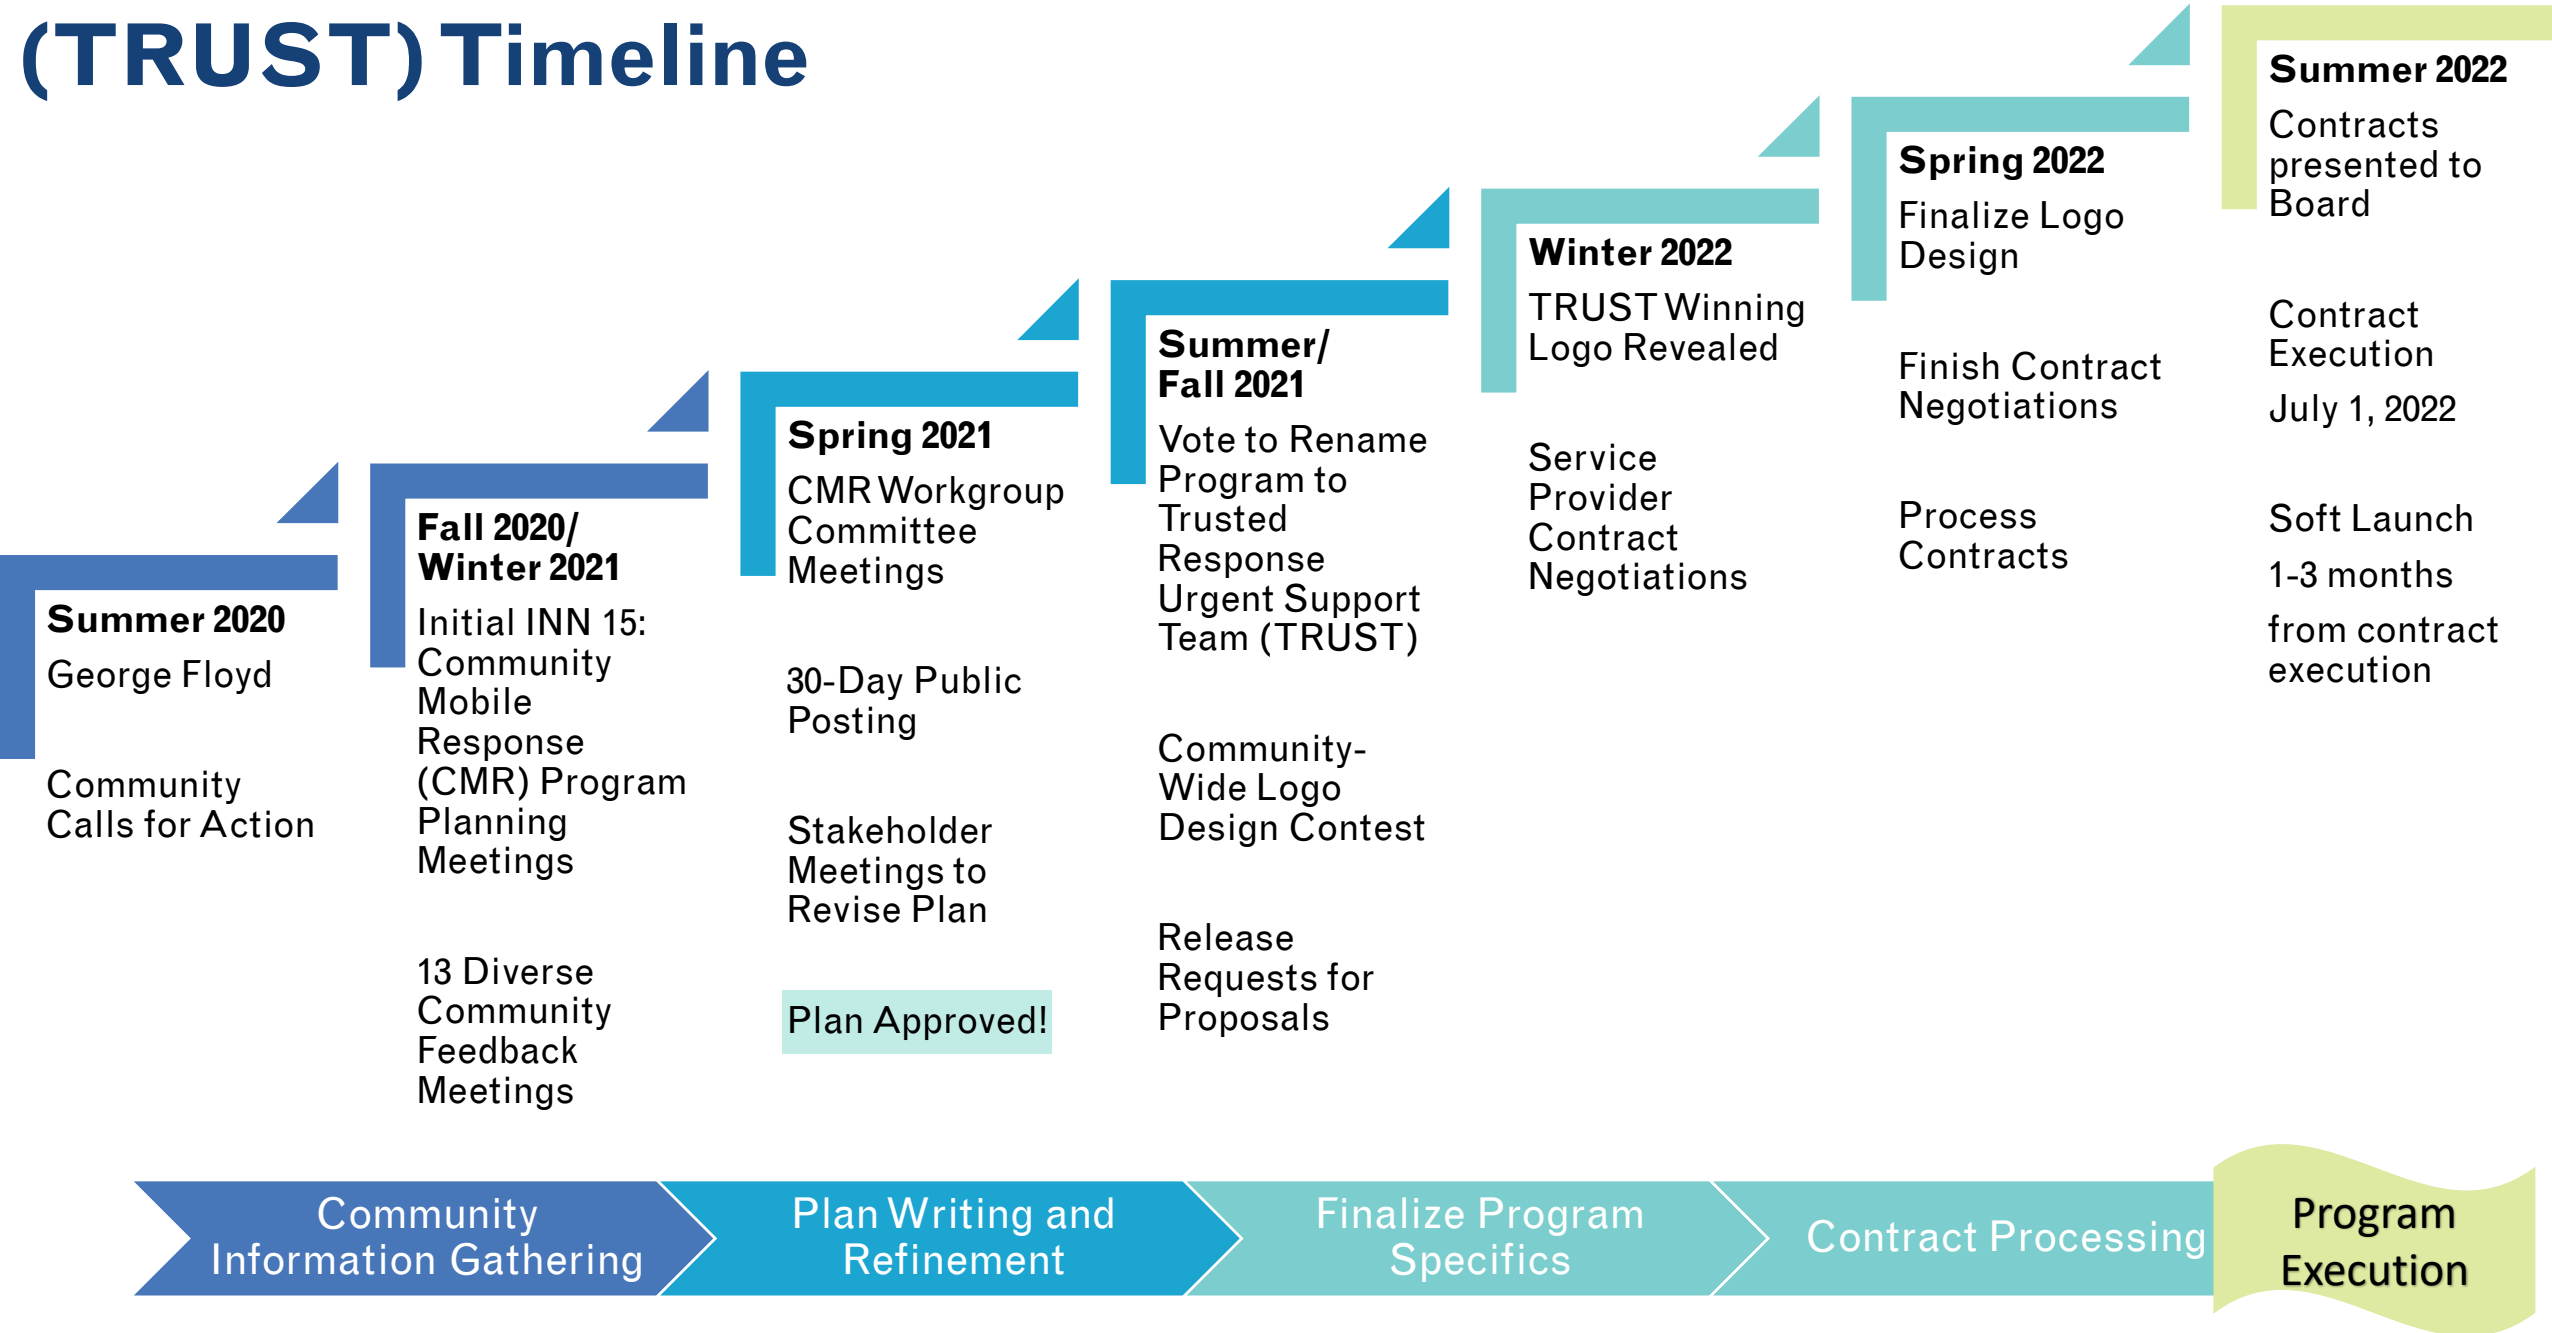 (TRUST) Timeline
Summer 2020
George Floyd
Community
Calls for Action
Fall 2020/
Winter 2021
Initial INN 15:
Community
Mobile
Response
(CMR) Program
Planning
Meetings
13 Diverse
Community
Feedback
Meetings
Spring 2021
CMR Workgroup
Committee
Meetings
30-Day Public
Posting
Stakeholder
Meetings to
Revise Plan
Plan Approved!
Summer/
Fall 2021
Vote to Rename
Program to
Trusted
Response
Urgent Support
Team (TRUST)
Community-
Wide Logo
Design Contest
Release
Requests for
Proposals
Winter 2022
TRUST Winning
Logo Revealed
Service
Provider
Contract
Negotiations
Spring 2022
Finalize Logo
Design
Finish Contract
Negotiations
Process
Contracts
Summer 2022
Contracts
presented to
Board
Contract
Execution
July 1, 2022
Soft Launch
1-3 months
from contract
execution
Community
Information Gathering
Plan Writing and
Refinement
Finalize Program
Specifics
Contract Processing
Program
Execution